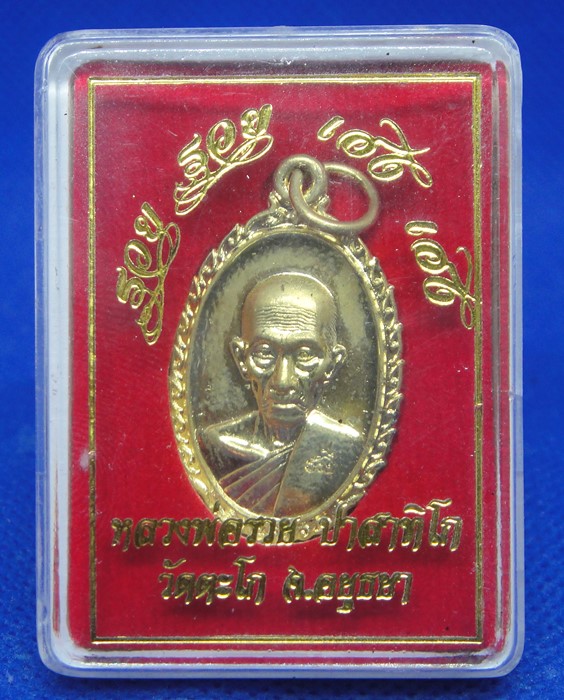 รวย รวย เฮง เฮง
หลวงพ่อรวย ปาสาทิโก
วัดตะโก จ.อยุธยา